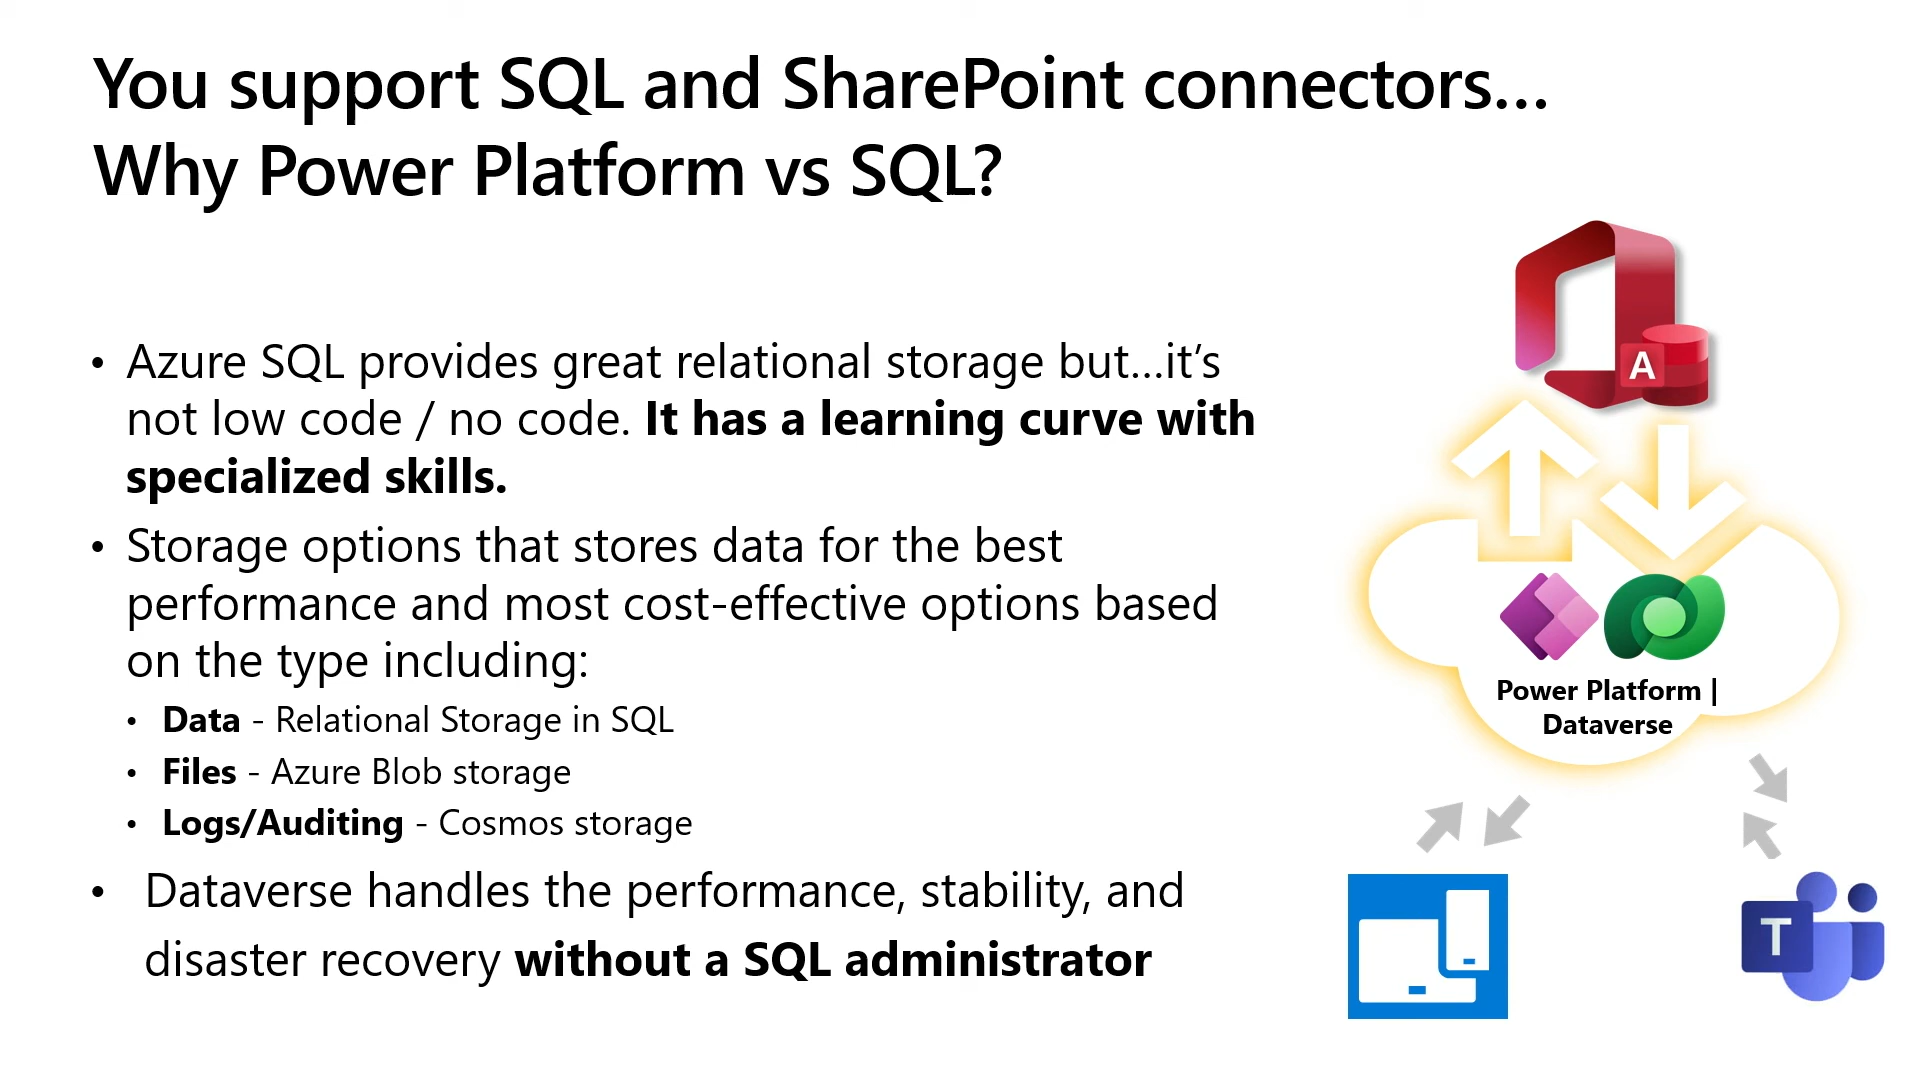 You support SQL and SharePoint connectors...
Why Power Platform vs SQL?
• Azure SQL provides great relational storage but...it's
not low code / no code. It has a learning curve with
specialized skills.
• Storage options that stores data for the best
performance and most cost-effective options based
on the type including:
• Data - Relational Storage in SQL
• Files - Azure Blob storage
• Logs/Auditing - Cosmos storage
• Dataverse handles the performance, stability, and
disaster recovery without a SQL administrator
A
Power Platform |
Dataverse
T